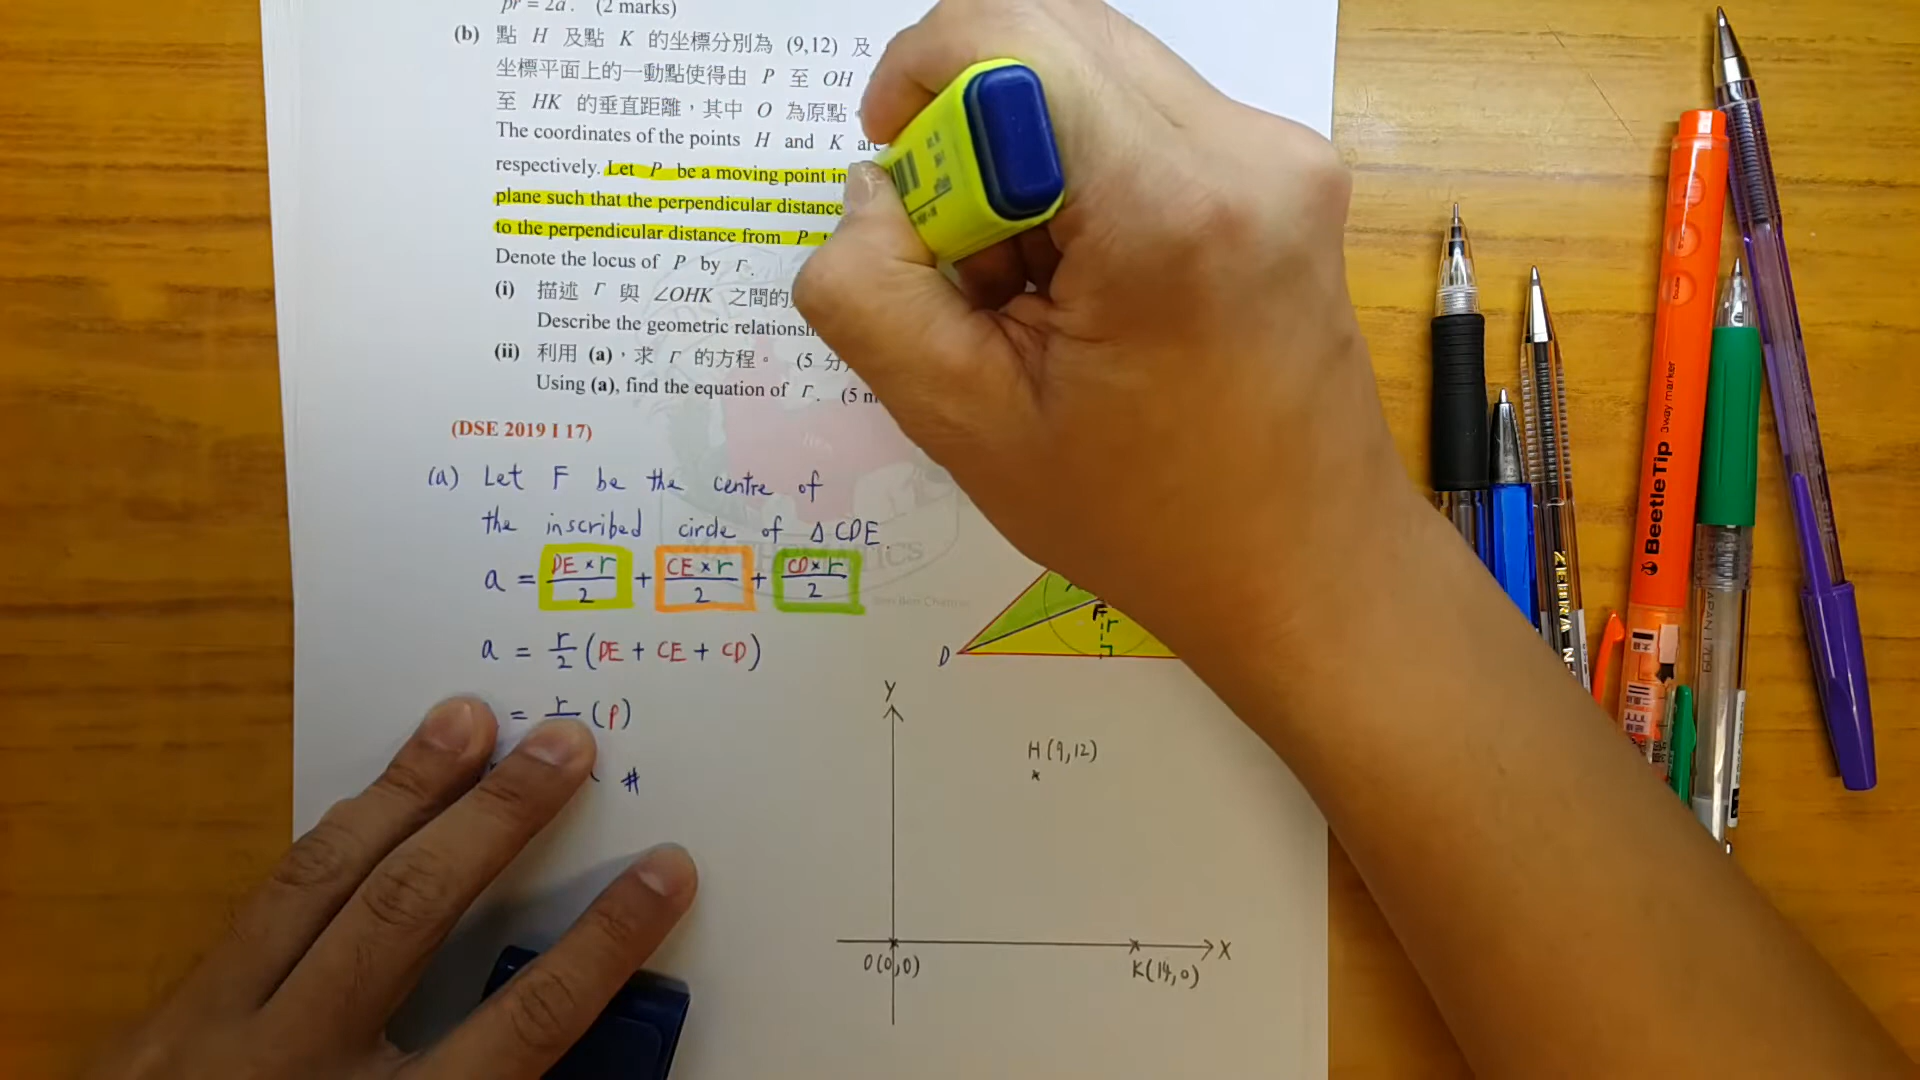 pr = 2a . (2 marks)
(b) 點 H 及點 K 的坐標分別為 (9,12) 及
坐標平面上的一動點使得由 P 至 OH
至 HK 的垂直距離，其中 O 為原點。
The coordinates of the points H and K are
respectively. Let P be a moving point in
plane such that the perpendicular distance
to the perpendicular distance from P
Denote the locus of P by Γ .
(i) 描述 Γ 與 ∠OHK 之間的
Describe the geometric
(ii) 利用 (a)，求 Γ 的方程。 (5 分)
Using (a), find the equation of Γ . (5
(DSE 2019 I 17)
(a) Let F be the centre of
the inscribed circle of Δ CDE.
a = DE × r / 2 + CE × r / 2 + CD × r / 2
a = r / 2 (DE + CE + CD)
= r (P)
#
MATHEMATICS
D
F
r
y
H(9,12)
x
O(0,0)
K(14,0)
BeetleTip 3way marker
ZEBRA
JAPAN